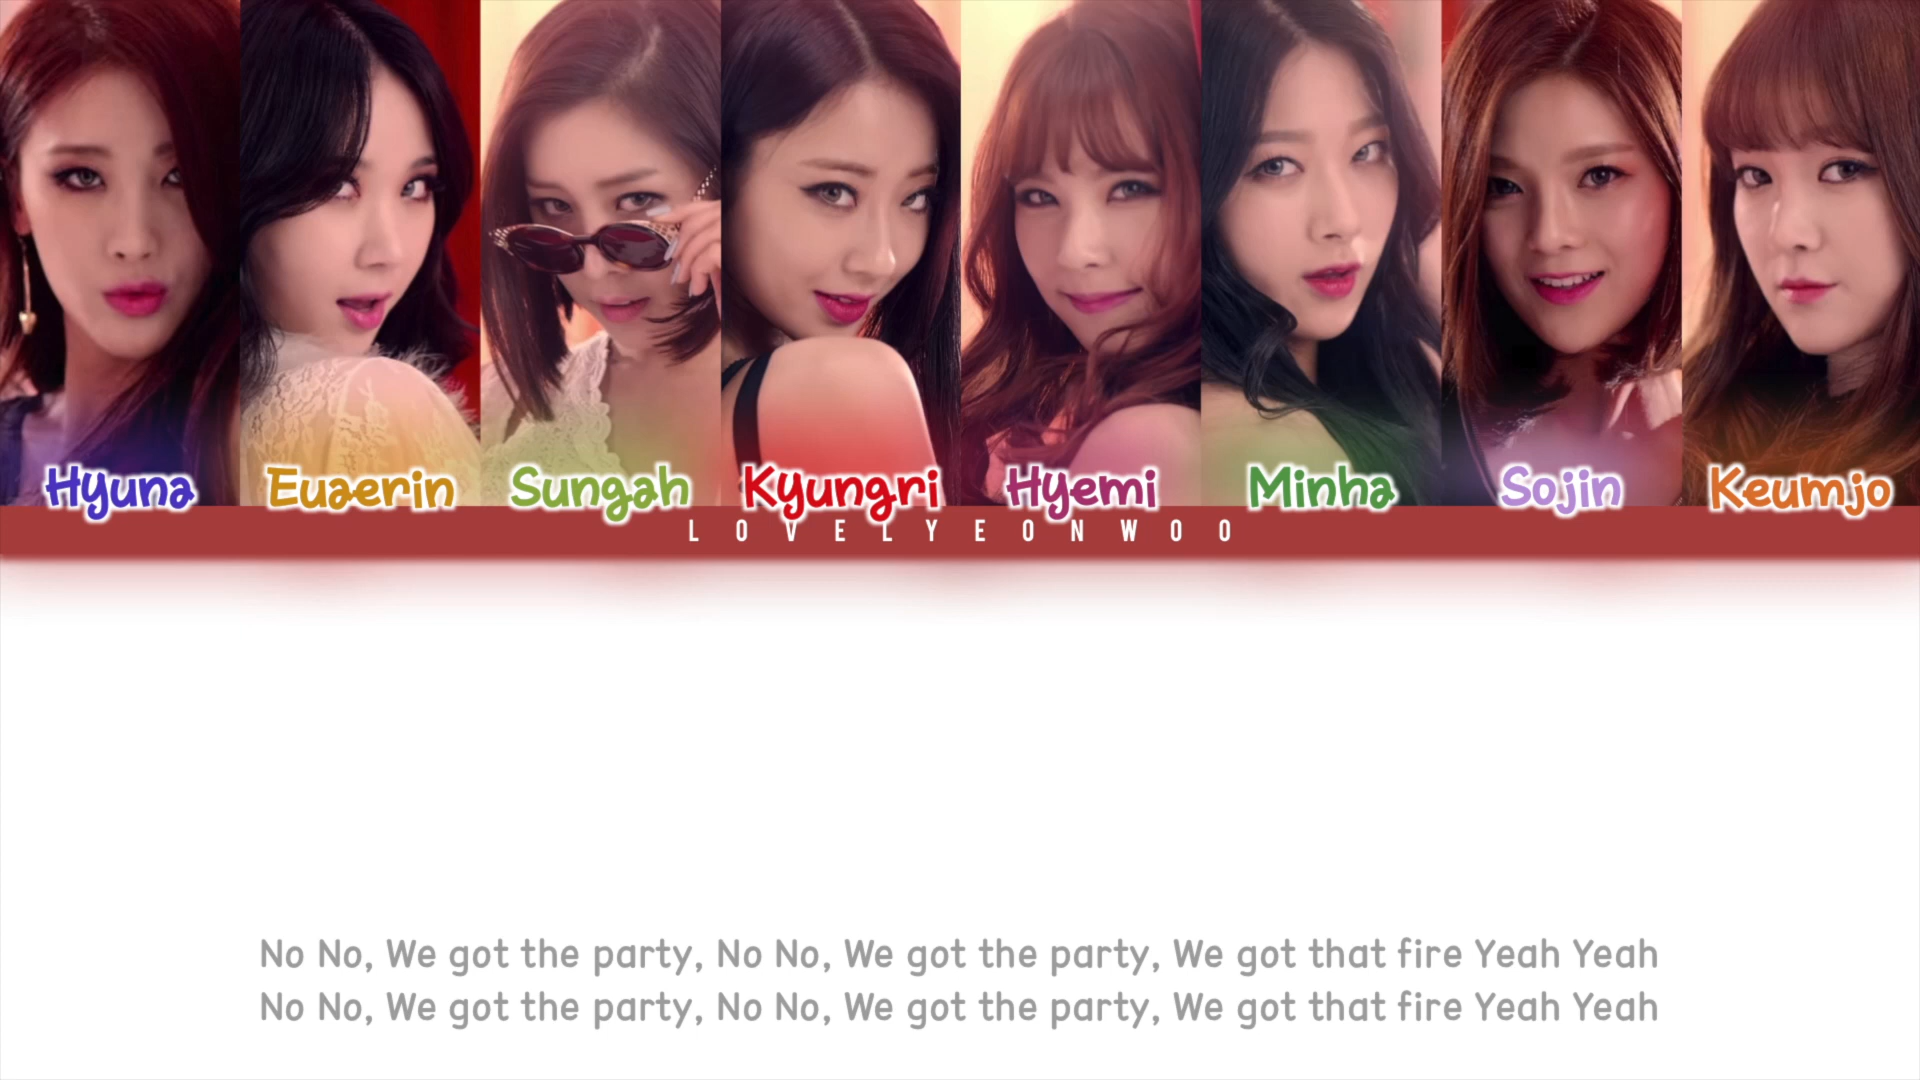 Hyuna Euaerin Sungah Kyungri Hyemi Minha Sojin Keumjo
LOVELYEONWOO
No No, We got the party, No No, We got the party, We got that fire Yeah Yeah
No No, We got the party, No No, We got the party, We got that fire Yeah Yeah